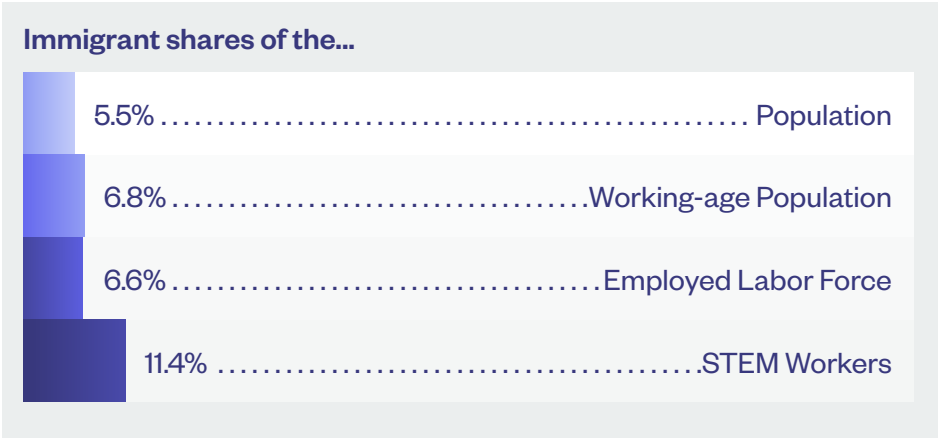 Immigrant shares of the...
5.5% ........................................ Population
6.8% ............................Working-age Population
6.6% .............................Employed Labor Force
11.4% .................................STEM Workers